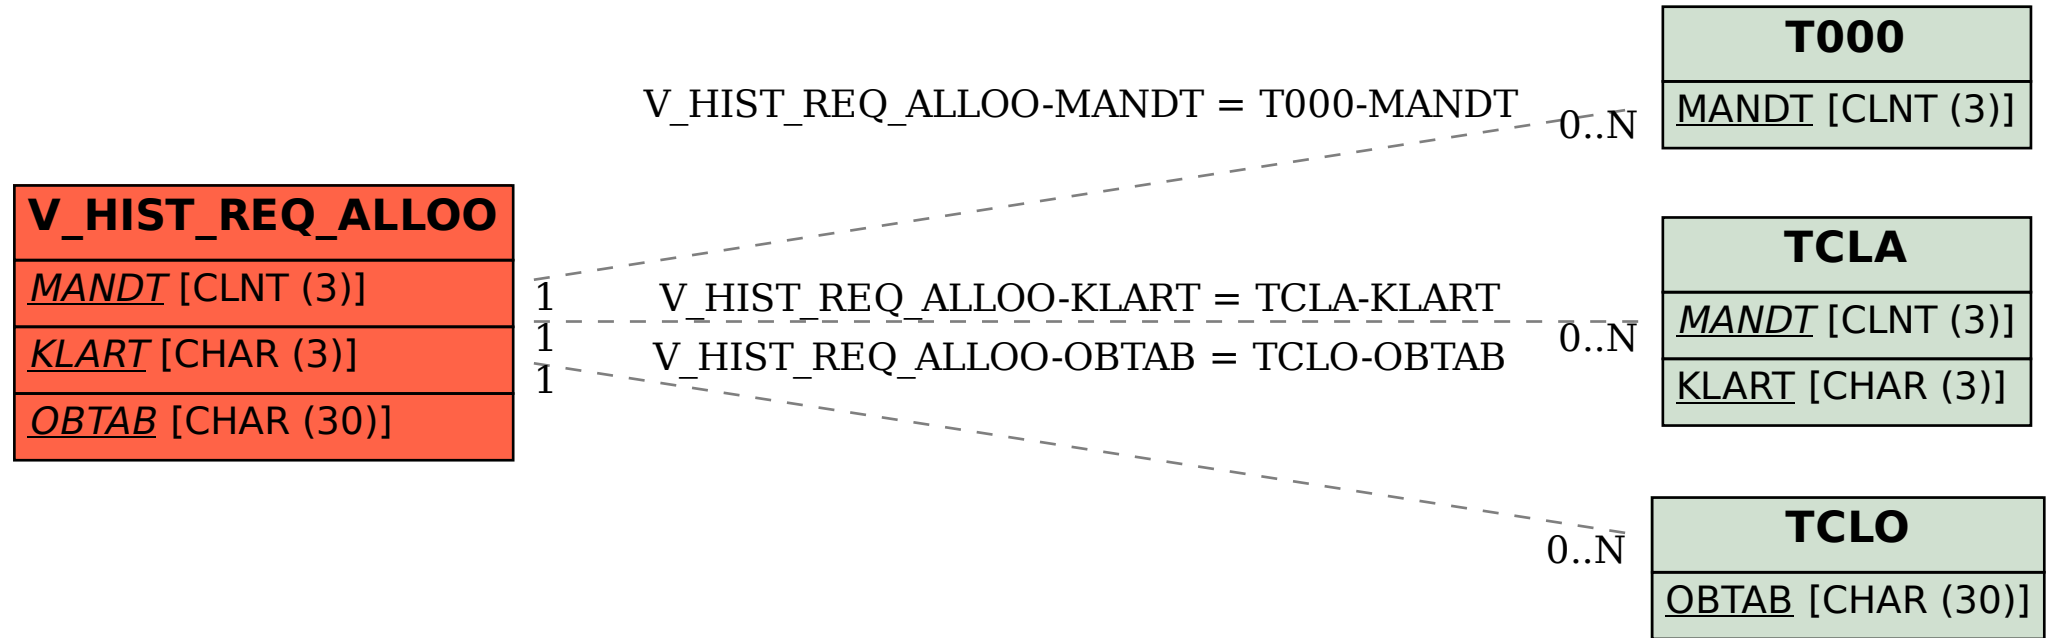 V_HIST_REQ_ALLOO
MANDT [CLNT (3)]
KLART [CHAR (3)]
OBTAB [CHAR (30)]
V_HIST_REQ_ALLOO-MANDT = T000-MANDT
1
0..N
V_HIST_REQ_ALLOO-KLART = TCLA-KLART
1
0..N
V_HIST_REQ_ALLOO-OBTAB = TCLO-OBTAB
1
0..N
T000
MANDT [CLNT (3)]
TCLA
MANDT [CLNT (3)]
KLART [CHAR (3)]
TCLO
OBTAB [CHAR (30)]